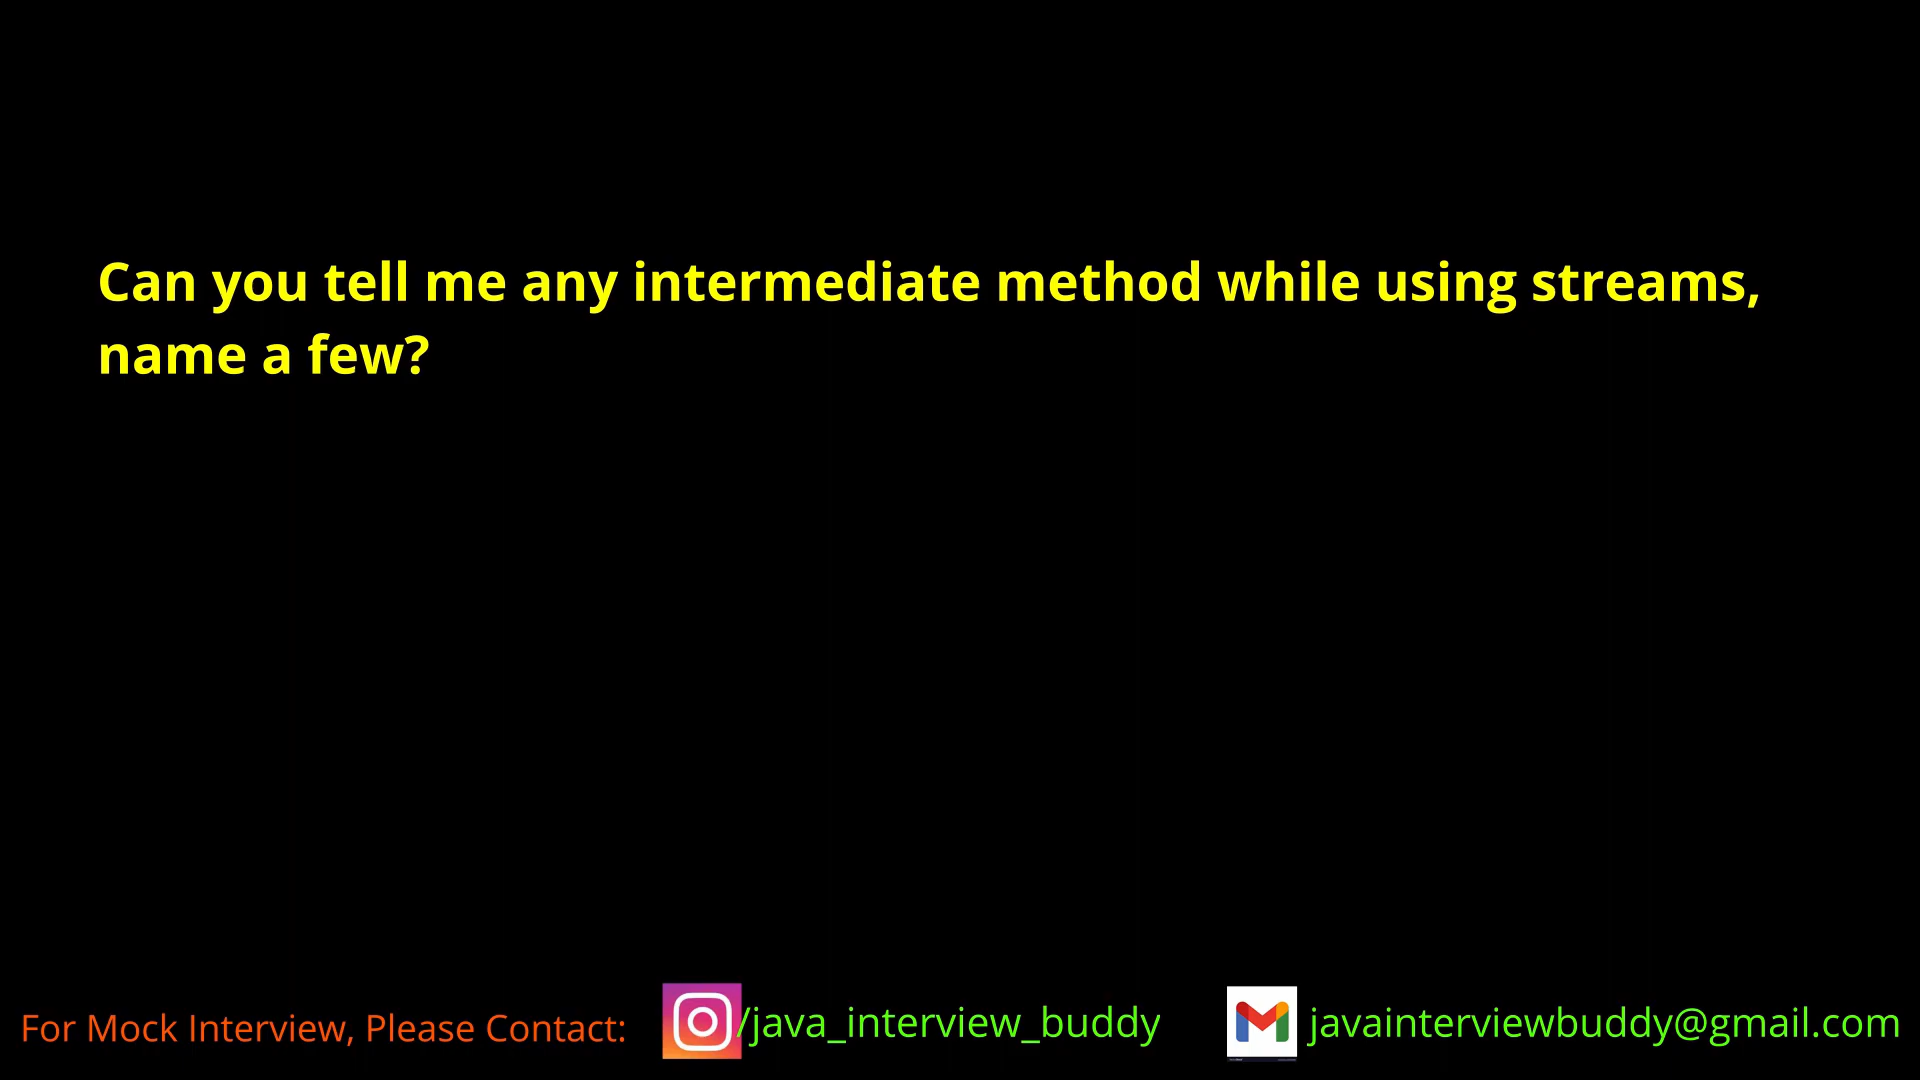 Can you tell me any intermediate method while using streams,
name a few?
For Mock Interview, Please Contact: /java_interview_buddy javainterviewbuddy@gmail.com